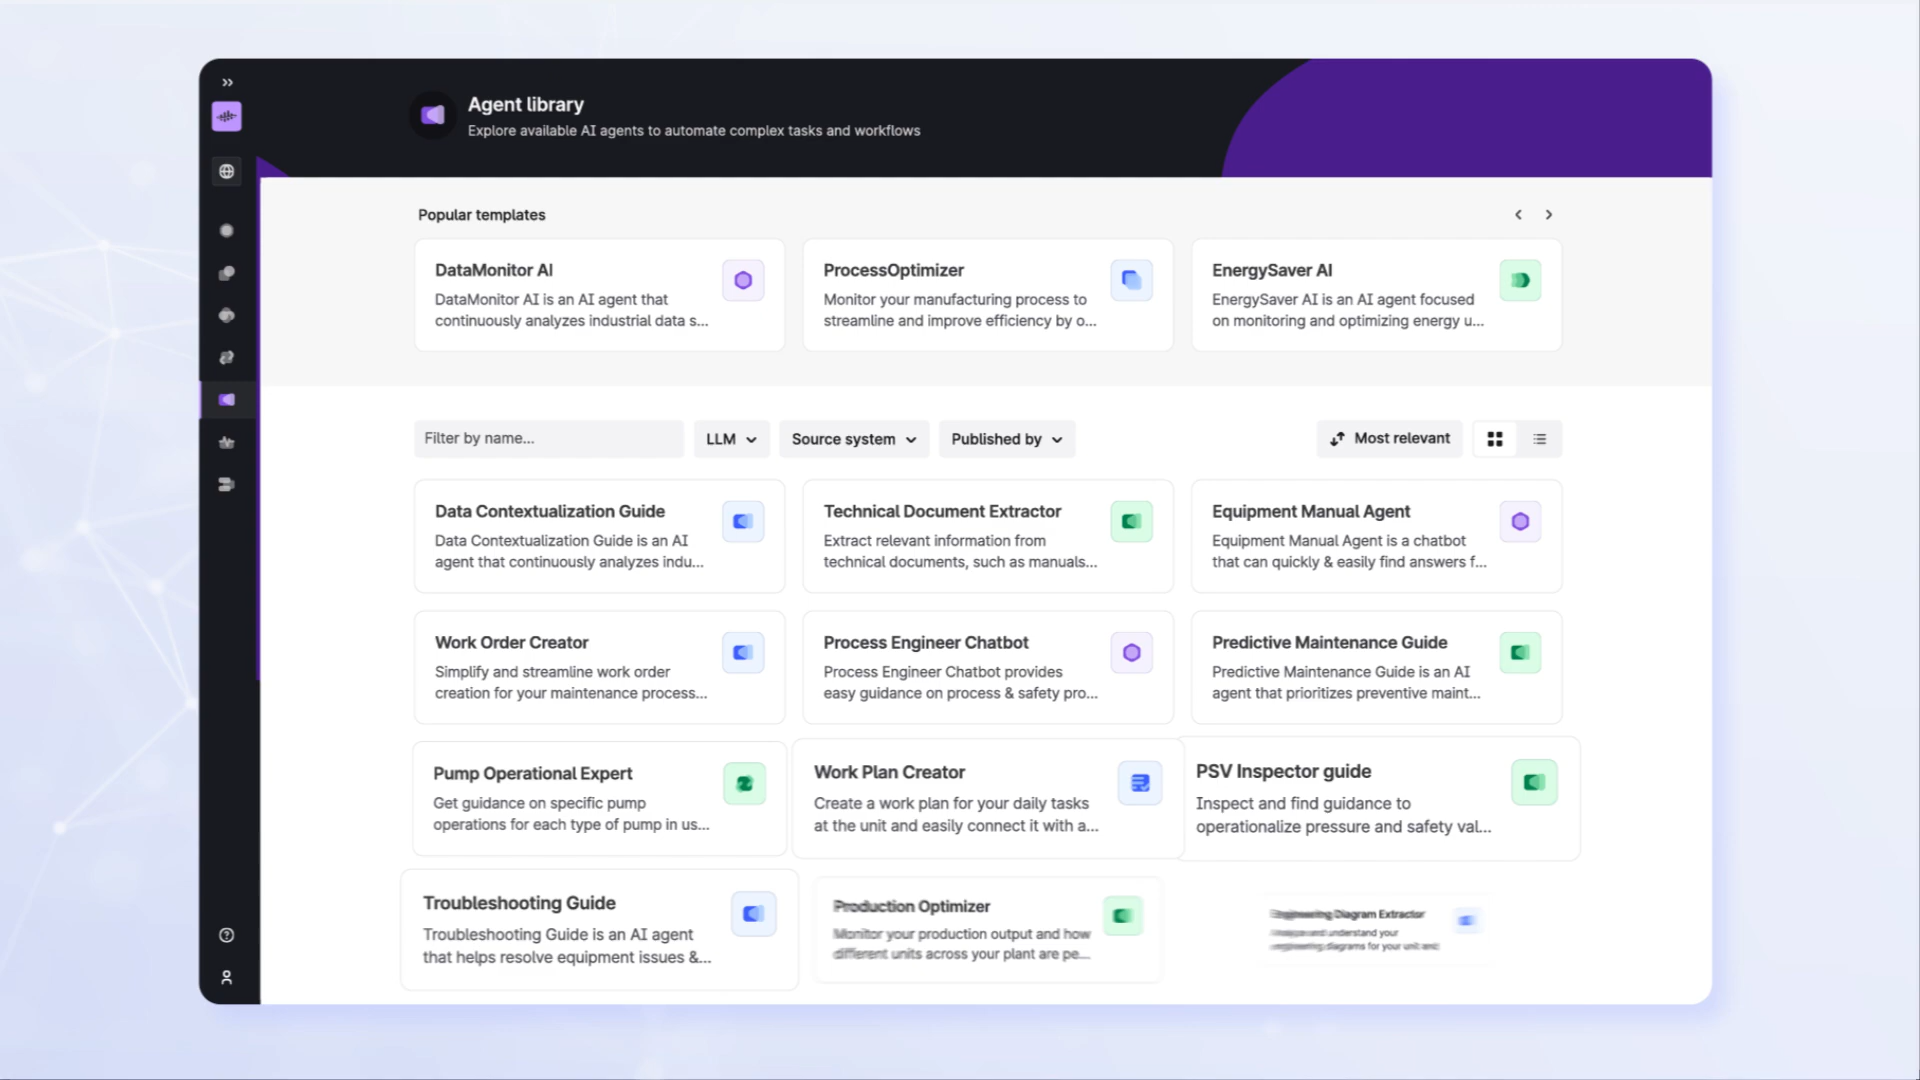 Agent library
Explore available AI agents to automate complex tasks and workflows
Popular templates
DataMonitor AI
DataMonitor AI is an AI agent that
continuously analyzes industrial data s...
ProcessOptimizer
Monitor your manufacturing process to
streamline and improve efficiency by o...
EnergySaver AI
EnergySaver AI is an AI agent focused
on monitoring and optimizing energy u...
Filter by name...
LLM
Source system
Published by
Most relevant
Data Contextualization Guide
Data Contextualization Guide is an AI
agent that continuously analyzes indu...
Technical Document Extractor
Extract relevant information from
technical documents, such as manuals...
Equipment Manual Agent
Equipment Manual Agent is a chatbot
that can quickly & easily find answers f...
Work Order Creator
Simplify and streamline work order
creation for your maintenance process...
Process Engineer Chatbot
Process Engineer Chatbot provides
easy guidance on process & safety pro...
Predictive Maintenance Guide
Predictive Maintenance Guide is an AI
agent that prioritizes preventive maint...
Pump Operational Expert
Get guidance on specific pump
operations for each type of pump in us...
Work Plan Creator
Create a work plan for your daily tasks
at the unit and easily connect it with a...
PSV Inspector guide
Inspect and find guidance to
operationalize pressure and safety val...
Troubleshooting Guide
Troubleshooting Guide is an AI agent
that helps resolve equipment issues &...
Production Optimizer
Monitor your production output and how
different units across your plant are pe...
Engineering Diagram Extractor
understand your
engineering diagrams for your unit and